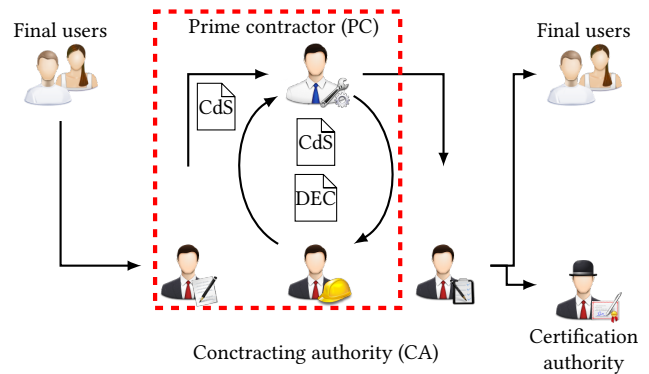 Final users
Prime contractor (PC)
Final users
CdS
CdS
DEC
Conctracting authority (CA)
Certification
authority